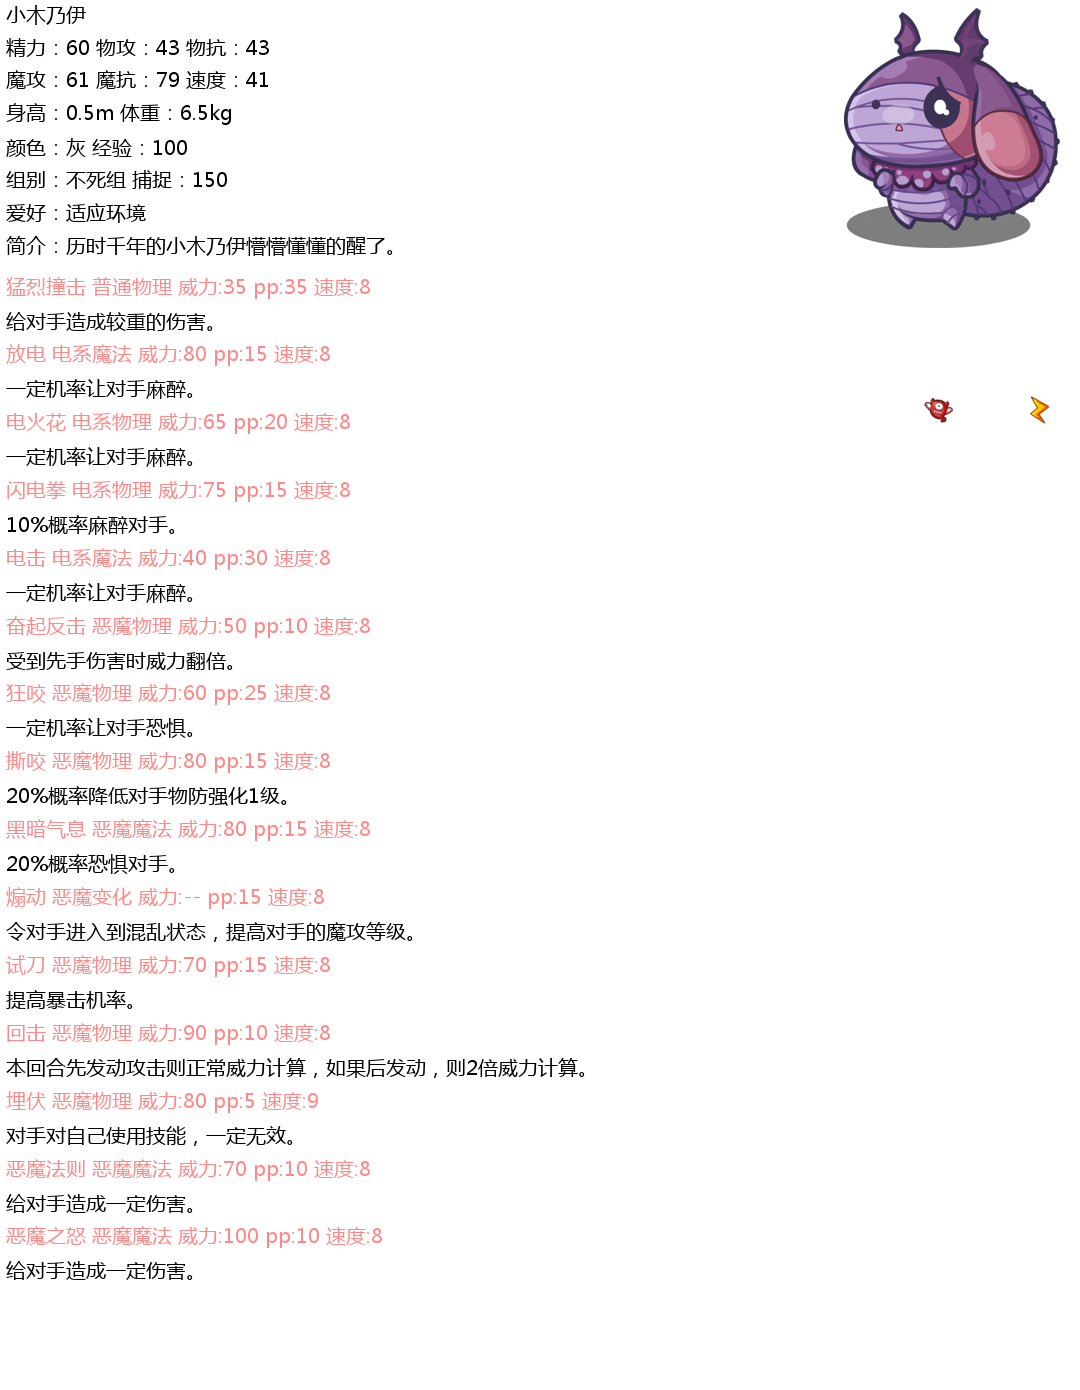 小木乃伊
精力：60 物攻：43 物抗：43
魔攻：61 魔抗：79 速度：41
身高：0.5m 体重：6.5kg
颜色：灰 经验：100
组别：不死组 捕捉：150
爱好：适应环境
简介：历时千年的小木乃伊懵懵懂懂的醒了。
猛烈撞击 普通物理 威力:35 pp:35 速度:8
给对手造成较重的伤害。
放电 电系魔法 威力:80 pp:15 速度:8
一定机率让对手麻醉。
电火花 电系物理 威力:65 pp:20 速度:8
一定机率让对手麻醉。
闪电拳 电系物理 威力:75 pp:15 速度:8
10%概率麻醉对手。
电击 电系魔法 威力:40 pp:30 速度:8
一定机率让对手麻醉。
奋起反击 恶魔物理 威力:50 pp:10 速度:8
受到先手伤害时威力翻倍。
狂咬 恶魔物理 威力:60 pp:25 速度:8
一定机率让对手恐惧。
撕咬 恶魔物理 威力:80 pp:15 速度:8
20%概率降低对手物防强化1级。
黑暗气息 恶魔魔法 威力:80 pp:15 速度:8
20%概率恐惧对手。
煽动 恶魔变化 威力:-- pp:15 速度:8
令对手进入到混乱状态，提高对手的魔攻等级。
试刀 恶魔物理 威力:70 pp:15 速度:8
提高暴击机率。
回击 恶魔物理 威力:90 pp:10 速度:8
本回合先发动攻击则正常威力计算，如果后发动，则2倍威力计算。
埋伏 恶魔物理 威力:80 pp:5 速度:9
对手对自己使用技能，一定无效。
恶魔法则 恶魔魔法 威力:70 pp:10 速度:8
给对手造成一定伤害。
恶魔之怒 恶魔魔法 威力:100 pp:10 速度:8
给对手造成一定伤害。